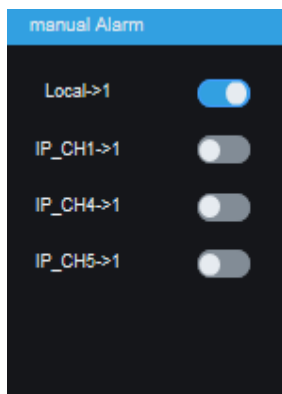 manual Alarm
Local->1
IP_CH1->1
IP_CH4->1
IP_CH5->1